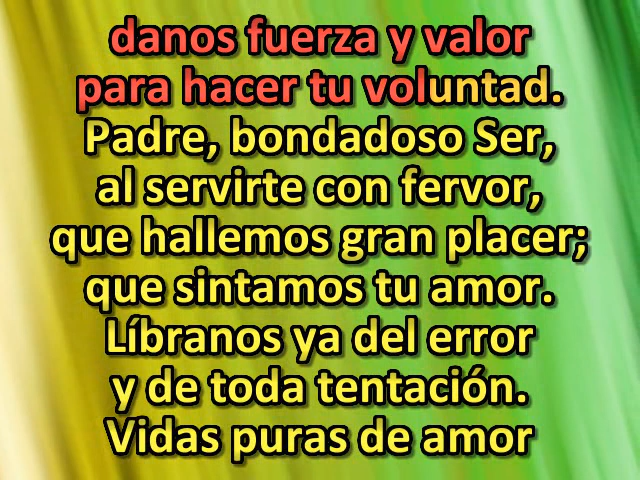 danos fuerza y valor
para hacer tu voluntad.
Padre, bondadoso Ser,
al servirte con fervor,
que hallemos gran placer;
que sintamos tu amor.
Líbranos ya del error
y de toda tentación.
Vidas puras de amor